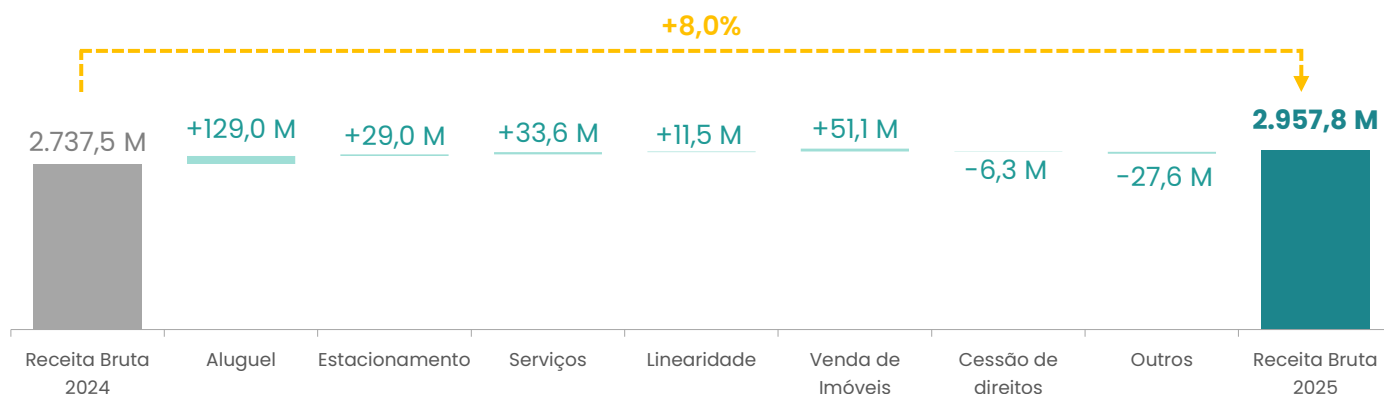 +8,0%
2.737,5 M
+129,0 M
+29,0 M
+33,6 M
+11,5 M
+51,1 M
-6,3 M
-27,6 M
2.957,8 M
Receita Bruta
2024
Aluguel
Estacionamento
Serviços
Linearidade
Venda de
Imóveis
Cessão de
direitos
Outros
Receita Bruta
2025